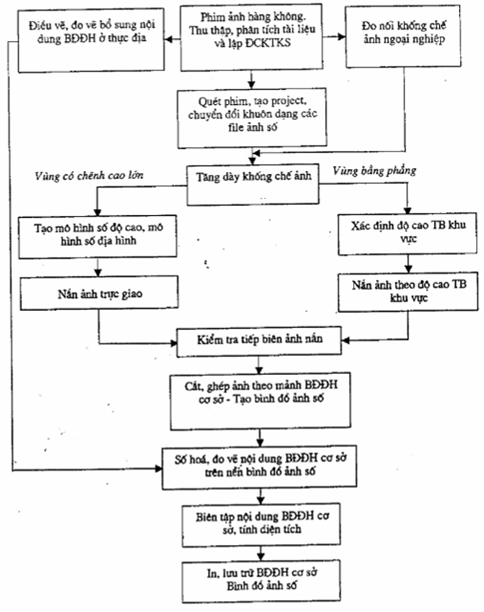 Điều vẽ, đo vẽ bổ sung nội
dung BĐĐH ở thực địa
Phim ảnh hàng không.
Thu thập, phân tích tài liệu
và lập ĐCKTKS
Đo nối khống chế
ảnh ngoại nghiệp
Quét phim, tạo project,
chuyển đổi khuôn dạng các
file ảnh số
Vùng có chênh cao lớn
Tăng dày khống chế ảnh
Vùng bằng phẳng
Tạo mô hình số độ cao, mô
hình số địa hình
Xác định độ cao TB khu
vực
Nắn ảnh trực giao
Nắn ảnh theo độ cao TB
khu vực
Kiểm tra tiếp biên ảnh nắn
Cắt, ghép ảnh theo mảnh BĐĐH
cơ sở - Tạo bình đồ ảnh số
Số hoá, đo vẽ nội dung BĐĐH cơ sở
trên nền bình đồ ảnh số
Biên tập nội dung BĐĐH cơ
sở, tính diện tích
In, lưu trữ BĐĐH cơ sở
Bình đồ ảnh số